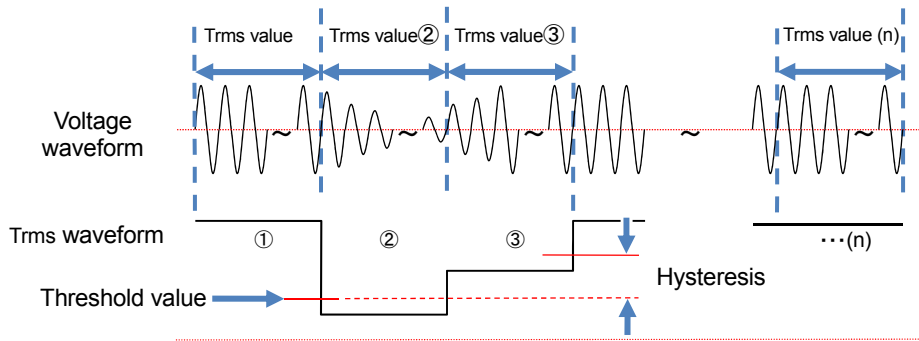 Trms value Trms value② Trms value③ Trms value (n)
Voltage
waveform
~ ~ ~ ~ ~
Trms waveform
① ② ③ ⋯(n)
Hysteresis
Threshold value